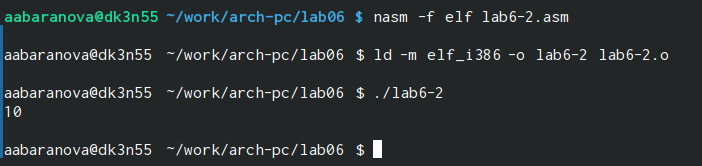 aabaranova@dk3n55 ~/work/arch-pc/lab06 $ nasm -f elf lab6-2.asm
aabaranova@dk3n55 ~/work/arch-pc/lab06 $ ld -m elf_i386 -o lab6-2 lab6-2.o
aabaranova@dk3n55 ~/work/arch-pc/lab06 $ ./lab6-2
10
aabaranova@dk3n55 ~/work/arch-pc/lab06 $